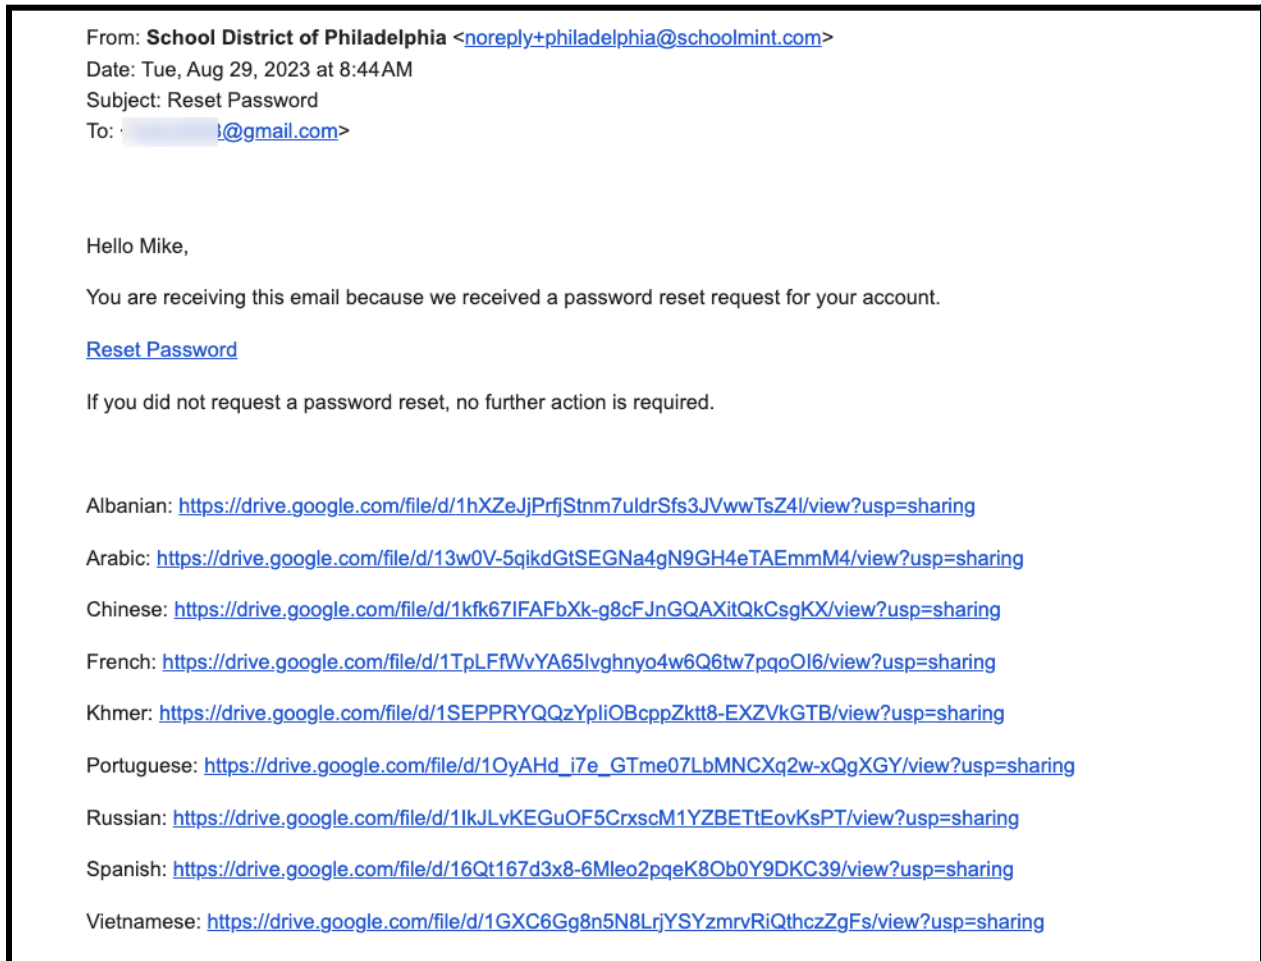 From: School District of Philadelphia <noreply+philadelphia@schoolmint.com>
Date: Tue, Aug 29, 2023 at 8:44 AM
Subject: Reset Password
To: @gmail.com>
Hello Mike,
You are receiving this email because we received a password reset request for your account.
Reset Password
If you did not request a password reset, no further action is required.
Albanian: https://drive.google.com/file/d/1hXZeJjPrfjStnm7uldrSfs3JVwwTsZ4l/view?usp=sharing
Arabic: https://drive.google.com/file/d/13w0V-5qikdGtSEGNa4gN9GH4eTAEmmM4/view?usp=sharing
Chinese: https://drive.google.com/file/d/1kfk67IFAFbXk-g8cFJnGQAXitQkCsgKX/view?usp=sharing
French: https://drive.google.com/file/d/1TpLFfWvYA65Ivghnyo4w6Q6tw7pqoOI6/view?usp=sharing
Khmer: https://drive.google.com/file/d/1SEPPRYQQzYpIiOBcppZktt8-EXZVkGTB/view?usp=sharing
Portuguese: https://drive.google.com/file/d/1OyAHd_i7e_GTme07LbMNCXq2w-xQgXGY/view?usp=sharing
Russian: https://drive.google.com/file/d/1IkJLvKEGuOF5CrxscM1YZBETtEovKsPT/view?usp=sharing
Spanish: https://drive.google.com/file/d/16Qt167d3x8-6Mleo2pqeK8Ob0Y9DKC39/view?usp=sharing
Vietnamese: https://drive.google.com/file/d/1GXC6Gg8n5N8LrjYSYzmrvRiQthczZgFs/view?usp=sharing